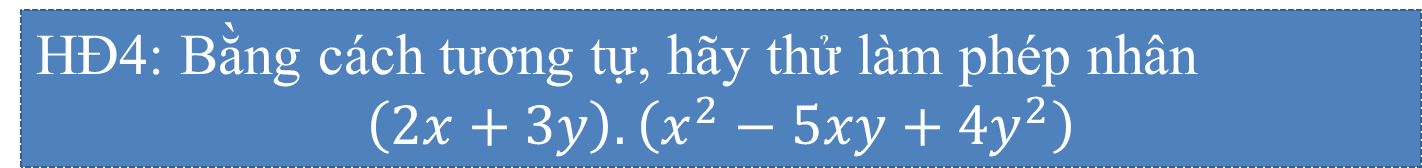 HĐ4: Bằng cách tương tự, hãy thử làm phép nhân
(2x + 3y). (x² − 5xy + 4y²)